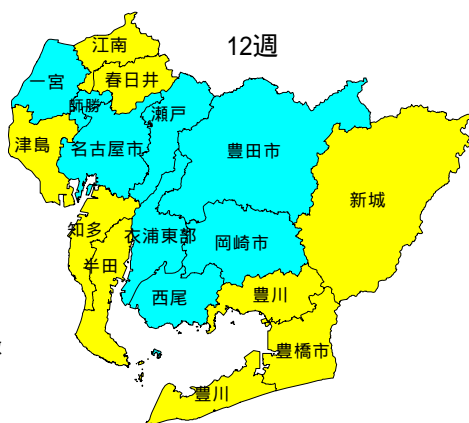 江南
12週
一宮
春日井
師勝
瀬戸
津島
名古屋市
豊田市
新城
知多
衣浦東部
岡崎市
半田
西尾
豊川
豊橋市
豊川